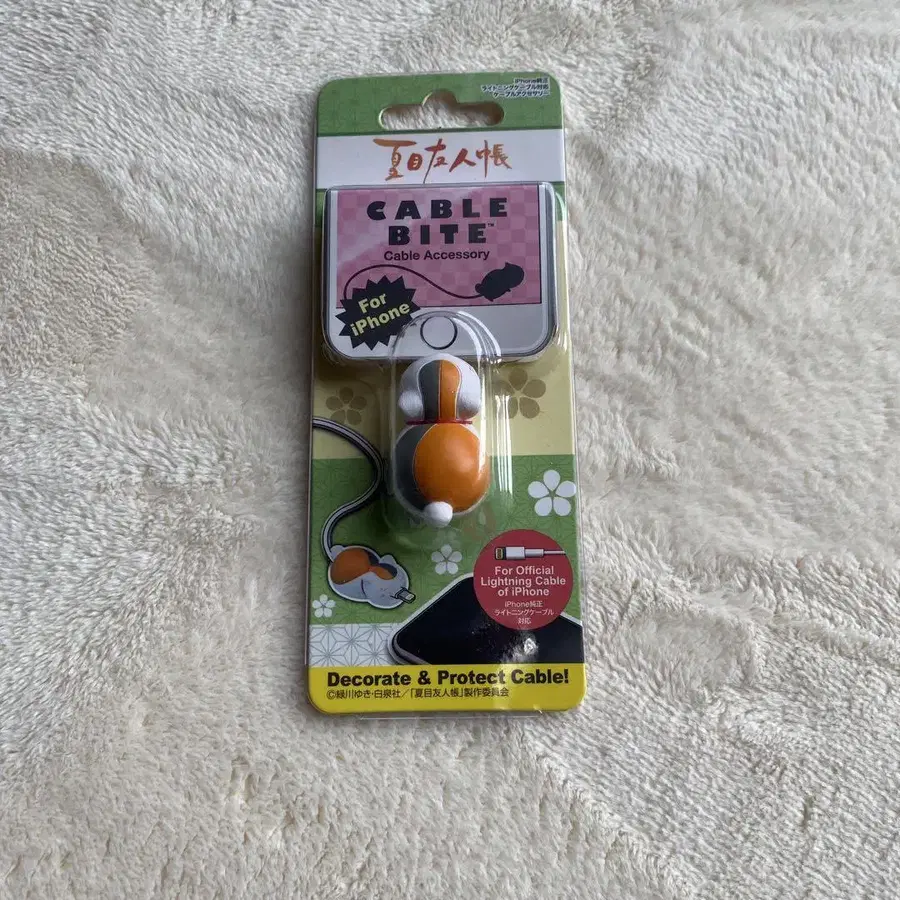 iPhone純正
ライトニングケーブル対応
ケーブルアクセサリー
夏目友人帳
CABLE
BITE™
Cable Accessory
For
iPhone
For Official
Lightning Cable
of iPhone
iPhone純正
ライトニングケーブル
対応
Decorate & Protect Cable!
©緑川ゆき・白泉社／「夏目友人帳」製作委員会